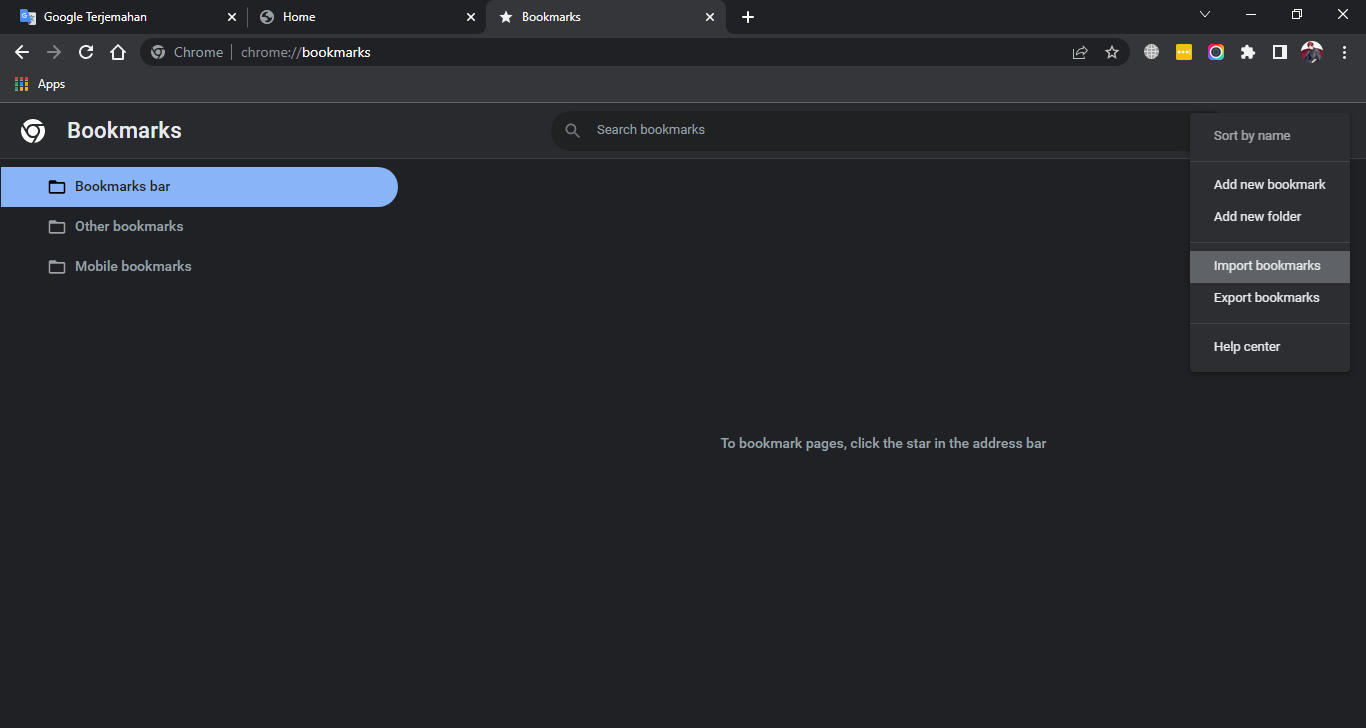 Google Terjemahan
Home
Bookmarks
Chrome
chrome://bookmarks
Apps
Bookmarks
Search bookmarks
Bookmarks bar
Other bookmarks
Mobile bookmarks
Sort by name
Add new bookmark
Add new folder
Import bookmarks
Export bookmarks
Help center
To bookmark pages, click the star in the address bar